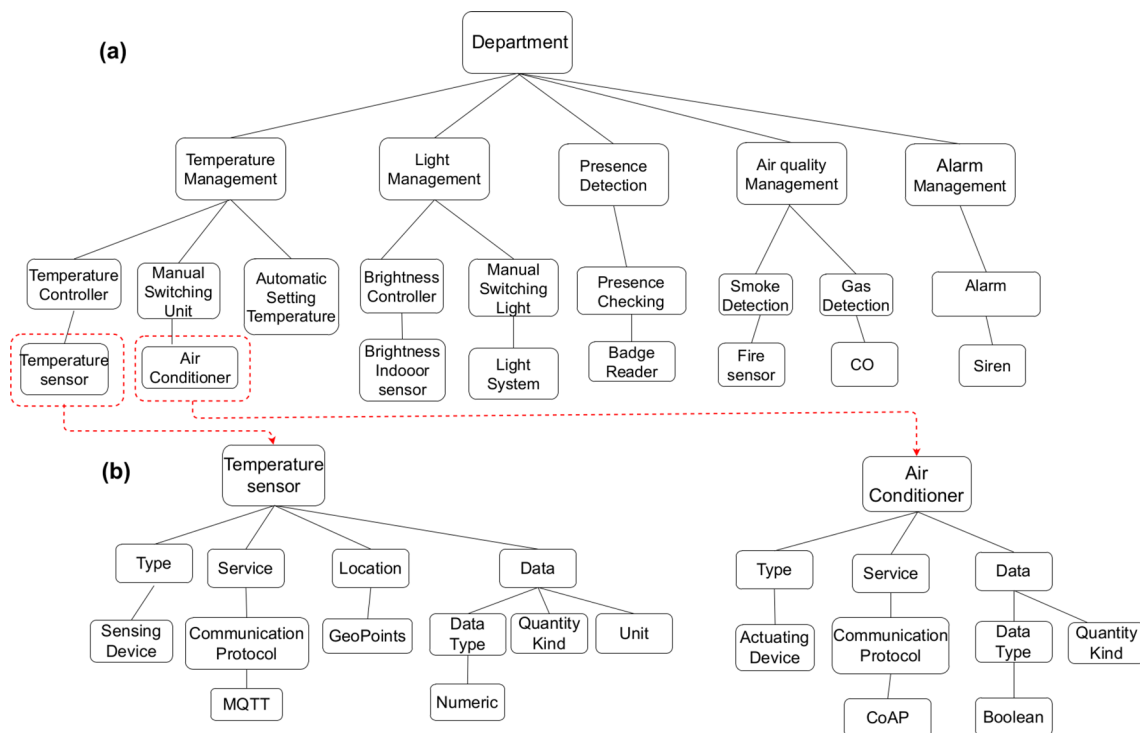 (a)
Department
Temperature
Management
Light
Management
Presence
Detection
Air quality
Management
Alarm
Management
Temperature
Controller
Manual
Switching
Unit
Automatic
Setting
Temperature
Brightness
Controller
Manual
Switching
Light
Presence
Checking
Smoke
Detection
Gas
Detection
Alarm
Temperature
sensor
Air
Conditioner
Brightness
Indooor
sensor
Light
System
Badge
Reader
Fire
sensor
CO
Siren
(b)
Temperature
sensor
Air
Conditioner
Type
Service
Location
Data
Type
Service
Data
Sensing
Device
Communication
Protocol
GeoPoints
Data
Type
Quantity
Kind
Unit
Actuating
Device
Communication
Protocol
Data
Type
Quantity
Kind
MQTT
Numeric
CoAP
Boolean